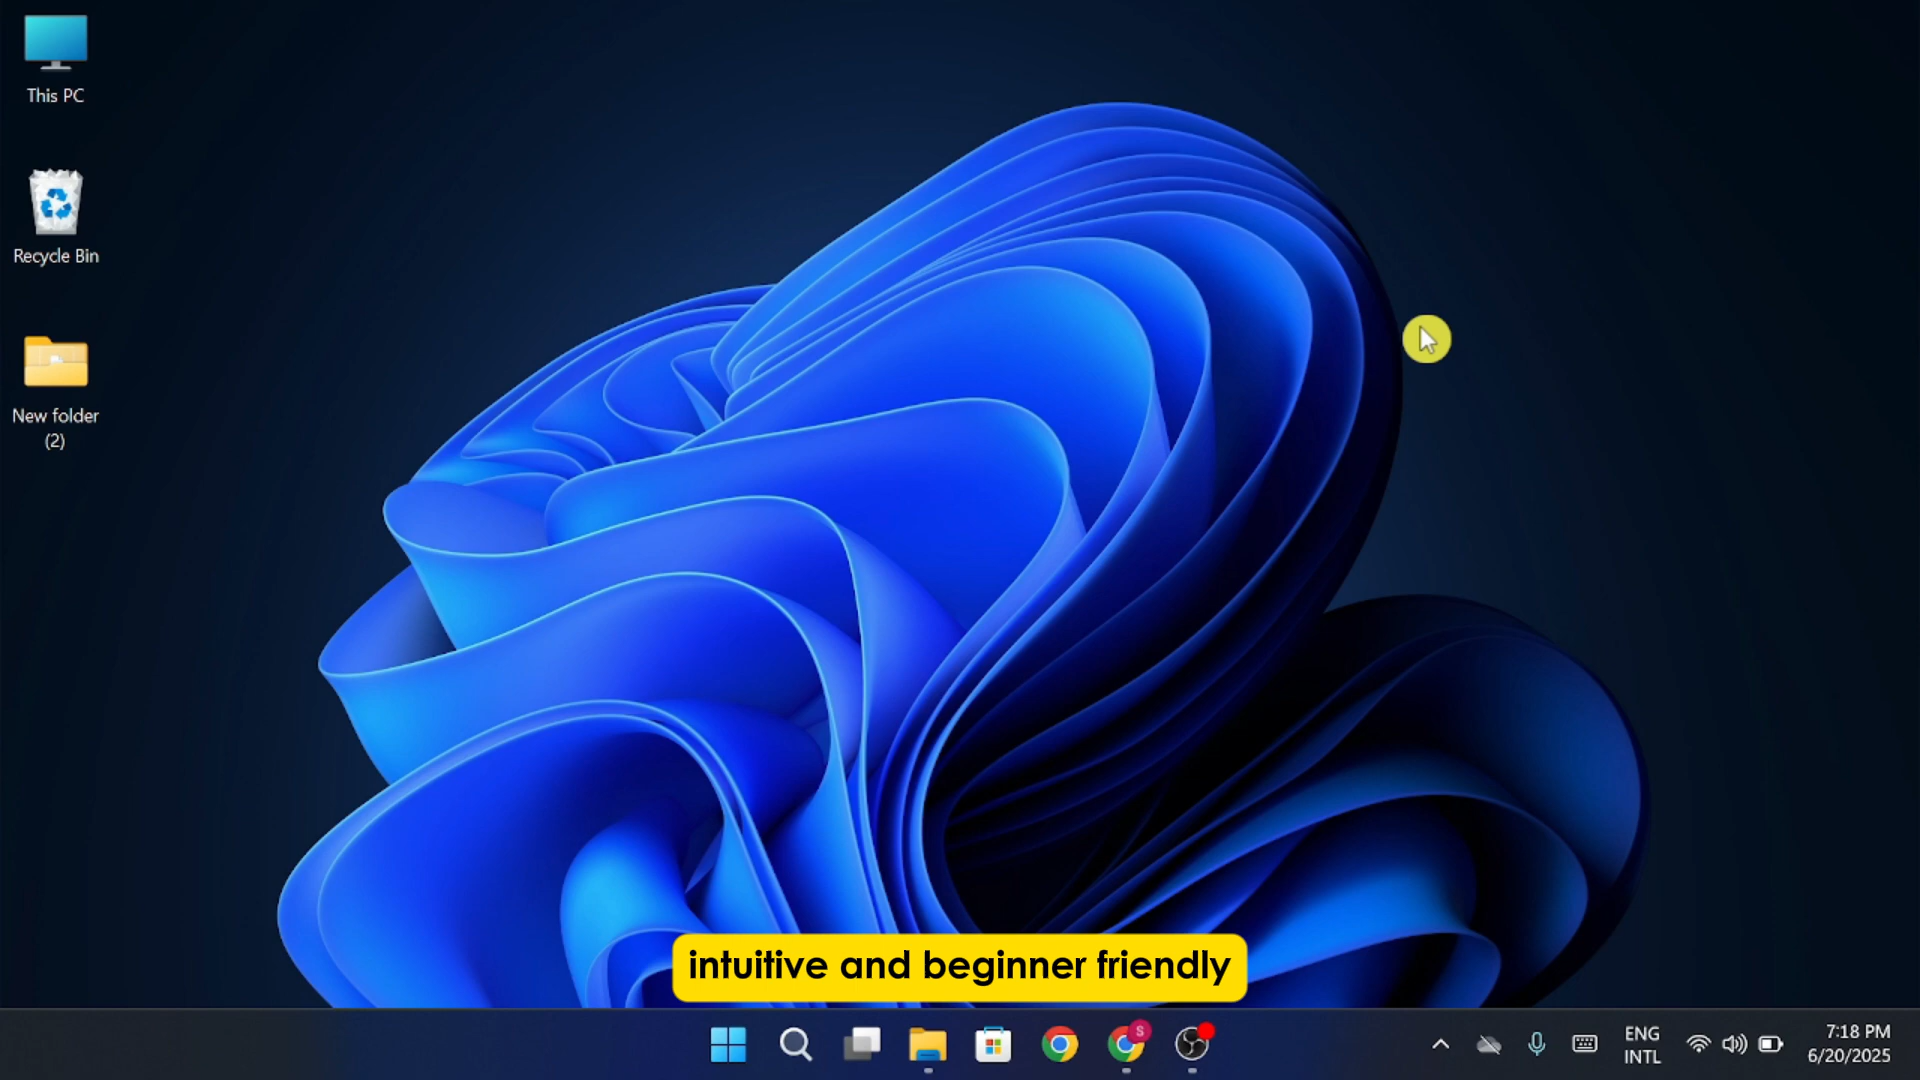 This PC
Recycle Bin
New folder
(2)
intuitive and beginner friendly
S
ENG
INTL
7:18 PM
6/20/2025